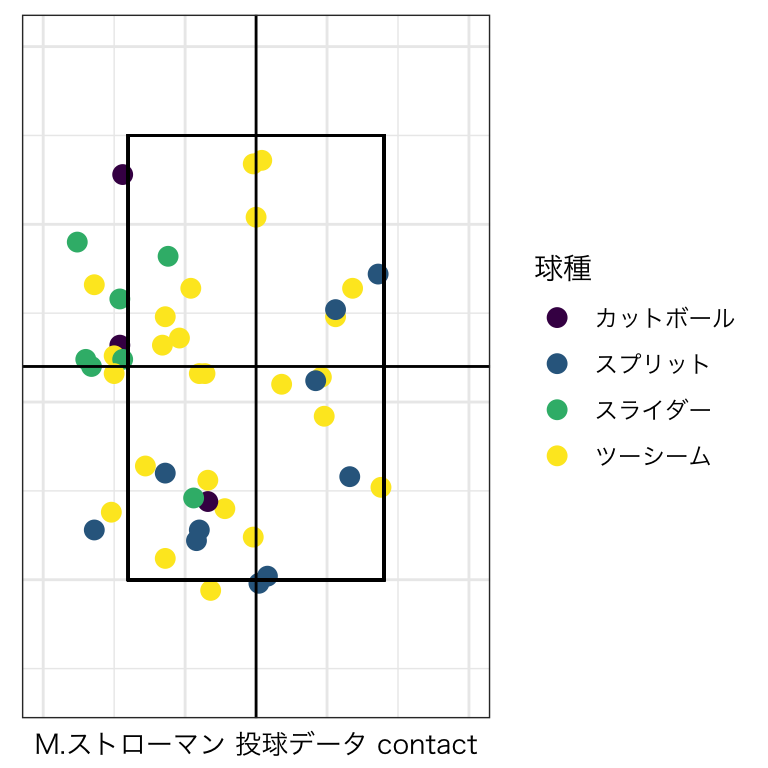 球種
カットボール
スプリット
スライダー
ツーシーム
M.ストローマン 投球データ contact